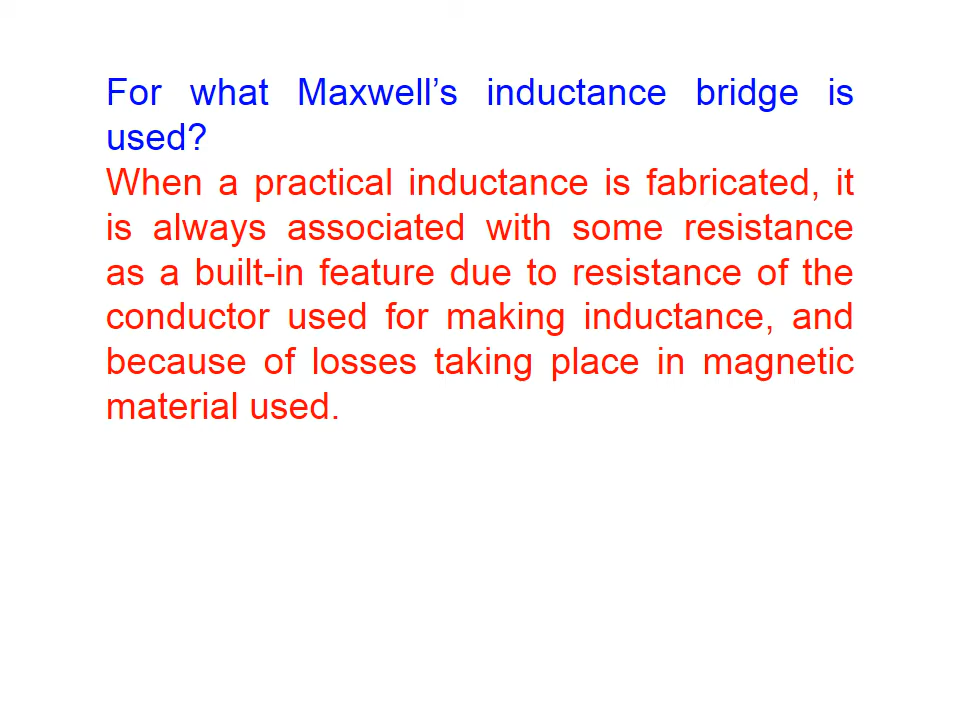 For what Maxwell’s inductance bridge is
used?
When a practical inductance is fabricated, it
is always associated with some resistance
as a built-in feature due to resistance of the
conductor used for making inductance, and
because of losses taking place in magnetic
material used.